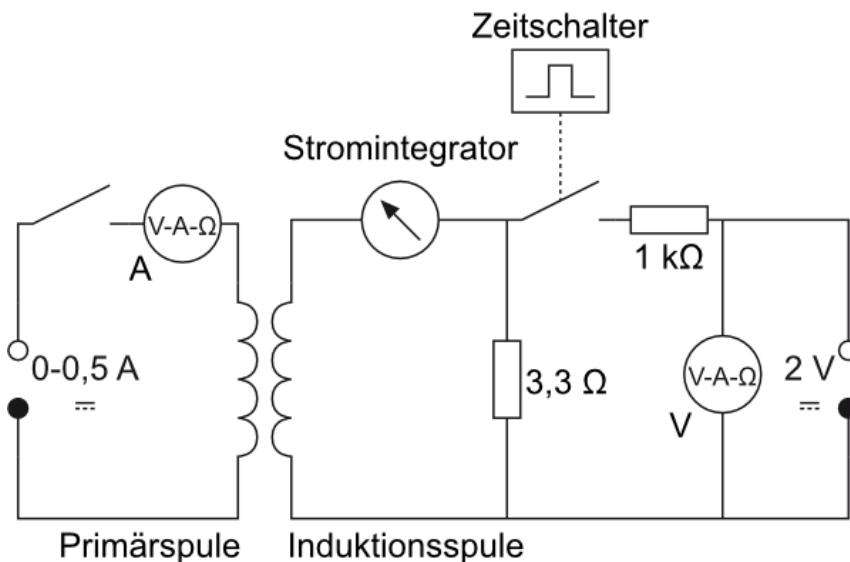 Zeitschalter
Stromintegrator
V-A-Ω
A
1 kΩ
0-0,5 A
3,3 Ω
V-A-Ω
V
2 V
Primärspule
Induktionsspule